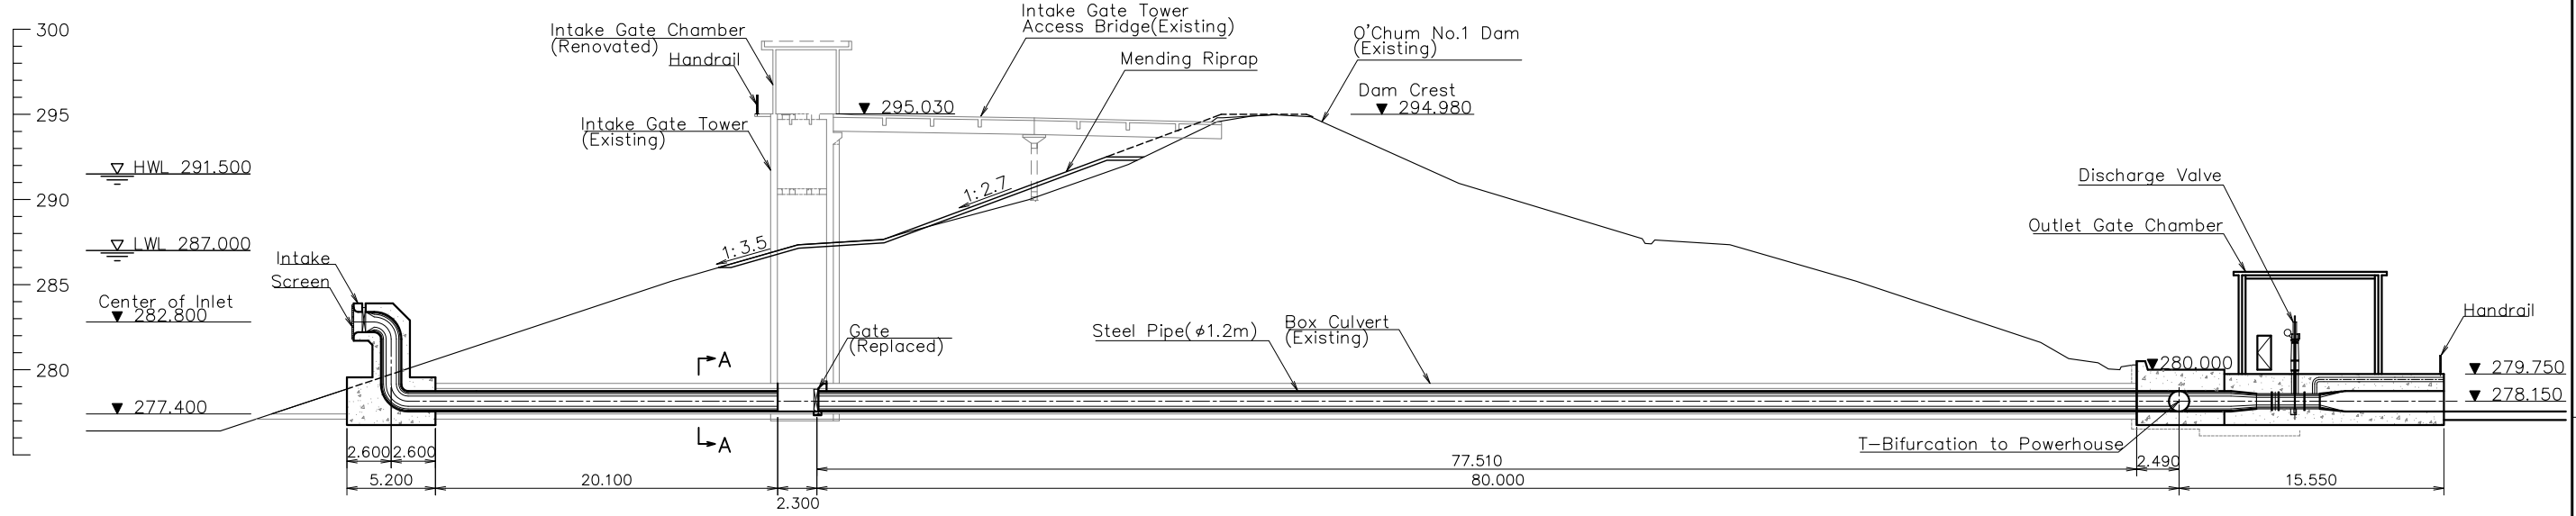 300
295
290
285
280
Intake Gate Chamber
(Renovated)
Handrail
Intake Gate Tower
(Existing)
Intake Gate Tower
Access Bridge(Existing)
Mending Riprap
O'Chum No.1 Dam
(Existing)
Dam Crest
294.980
295.030
HWL 291.500
LWL 287.000
1:2.7
1:3.5
Intake
Screen
Center of Inlet
282.800
277.400
Gate
(Replaced)
A
A
Steel Pipe(φ1.2m)
Box Culvert
(Existing)
Discharge Valve
Outlet Gate Chamber
Handrail
280.000
279.750
278.150
T-Bifurcation to Powerhouse
2.600
2.600
77.510
2.490
5.200
20.100
2.300
80.000
15.550